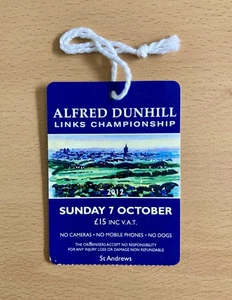 ALFRED DUNHILL
LINKS CHAMPIONSHIP
2012
SUNDAY 7 OCTOBER
£15 INC V.A.T.
NO CAMERAS • NO MOBILE PHONES • NO DOGS
THE ORGANISERS ACCEPT NO RESPONSIBILITY
FOR ANY INJURY LOSS OR DAMAGE NON REFUNDABLE
St Andrews